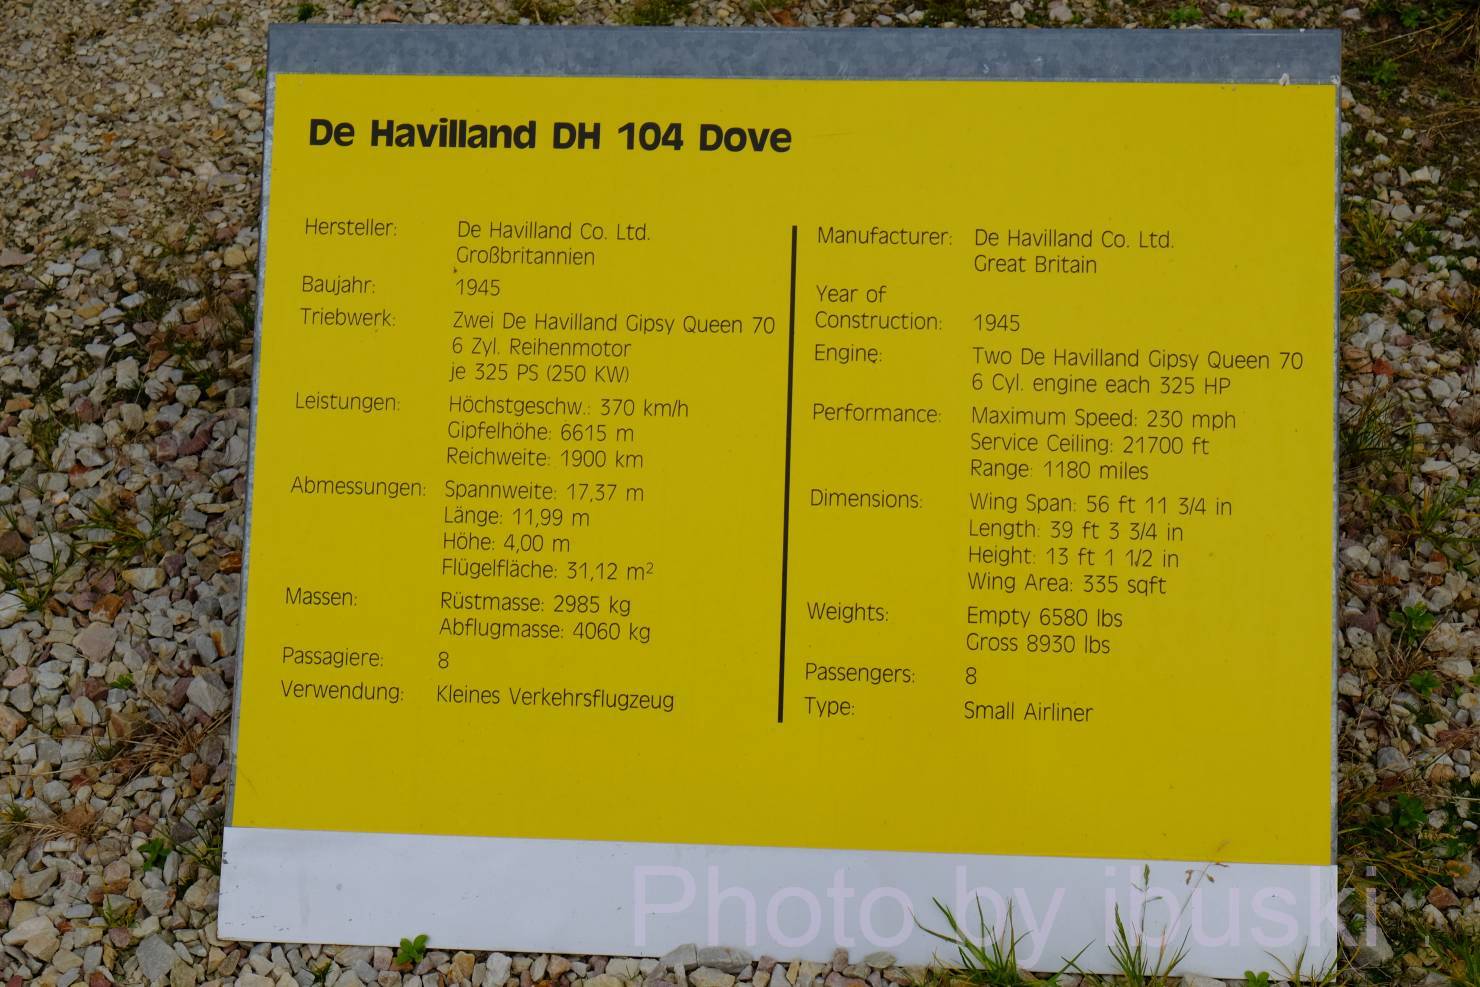 De Havilland DH 104 Dove
Hersteller: De Havilland Co. Ltd.
Großbritannien
Baujahr: 1945
Triebwerk: Zwei De Havilland Gipsy Queen 70
6 Zyl. Reihenmotor
je 325 PS (250 KW)
Leistungen: Höchstgeschw.: 370 km/h
Gipfelhöhe: 6615 m
Reichweite: 1900 km
Abmessungen: Spannweite: 17,37 m
Länge: 11,99 m
Höhe: 4,00 m
Flügelfläche: 31,12 m²
Massen: Rüstmasse: 2985 kg
Abflugmasse: 4060 kg
Passagiere: 8
Verwendung: Kleines Verkehrsflugzeug
Manufacturer: De Havilland Co. Ltd.
Great Britain
Year of
Construction: 1945
Engine: Two De Havilland Gipsy Queen 70
6 Cyl. engine each 325 HP
Performance: Maximum Speed: 230 mph
Service Ceiling: 21700 ft
Range: 1180 miles
Dimensions: Wing Span: 56 ft 11 3/4 in
Length: 39 ft 3 3/4 in
Height: 13 ft 1 1/2 in
Wing Area: 335 sqft
Weights: Empty 6580 lbs
Gross 8930 lbs
Passengers: 8
Type: Small Airliner
Photo by ibuski